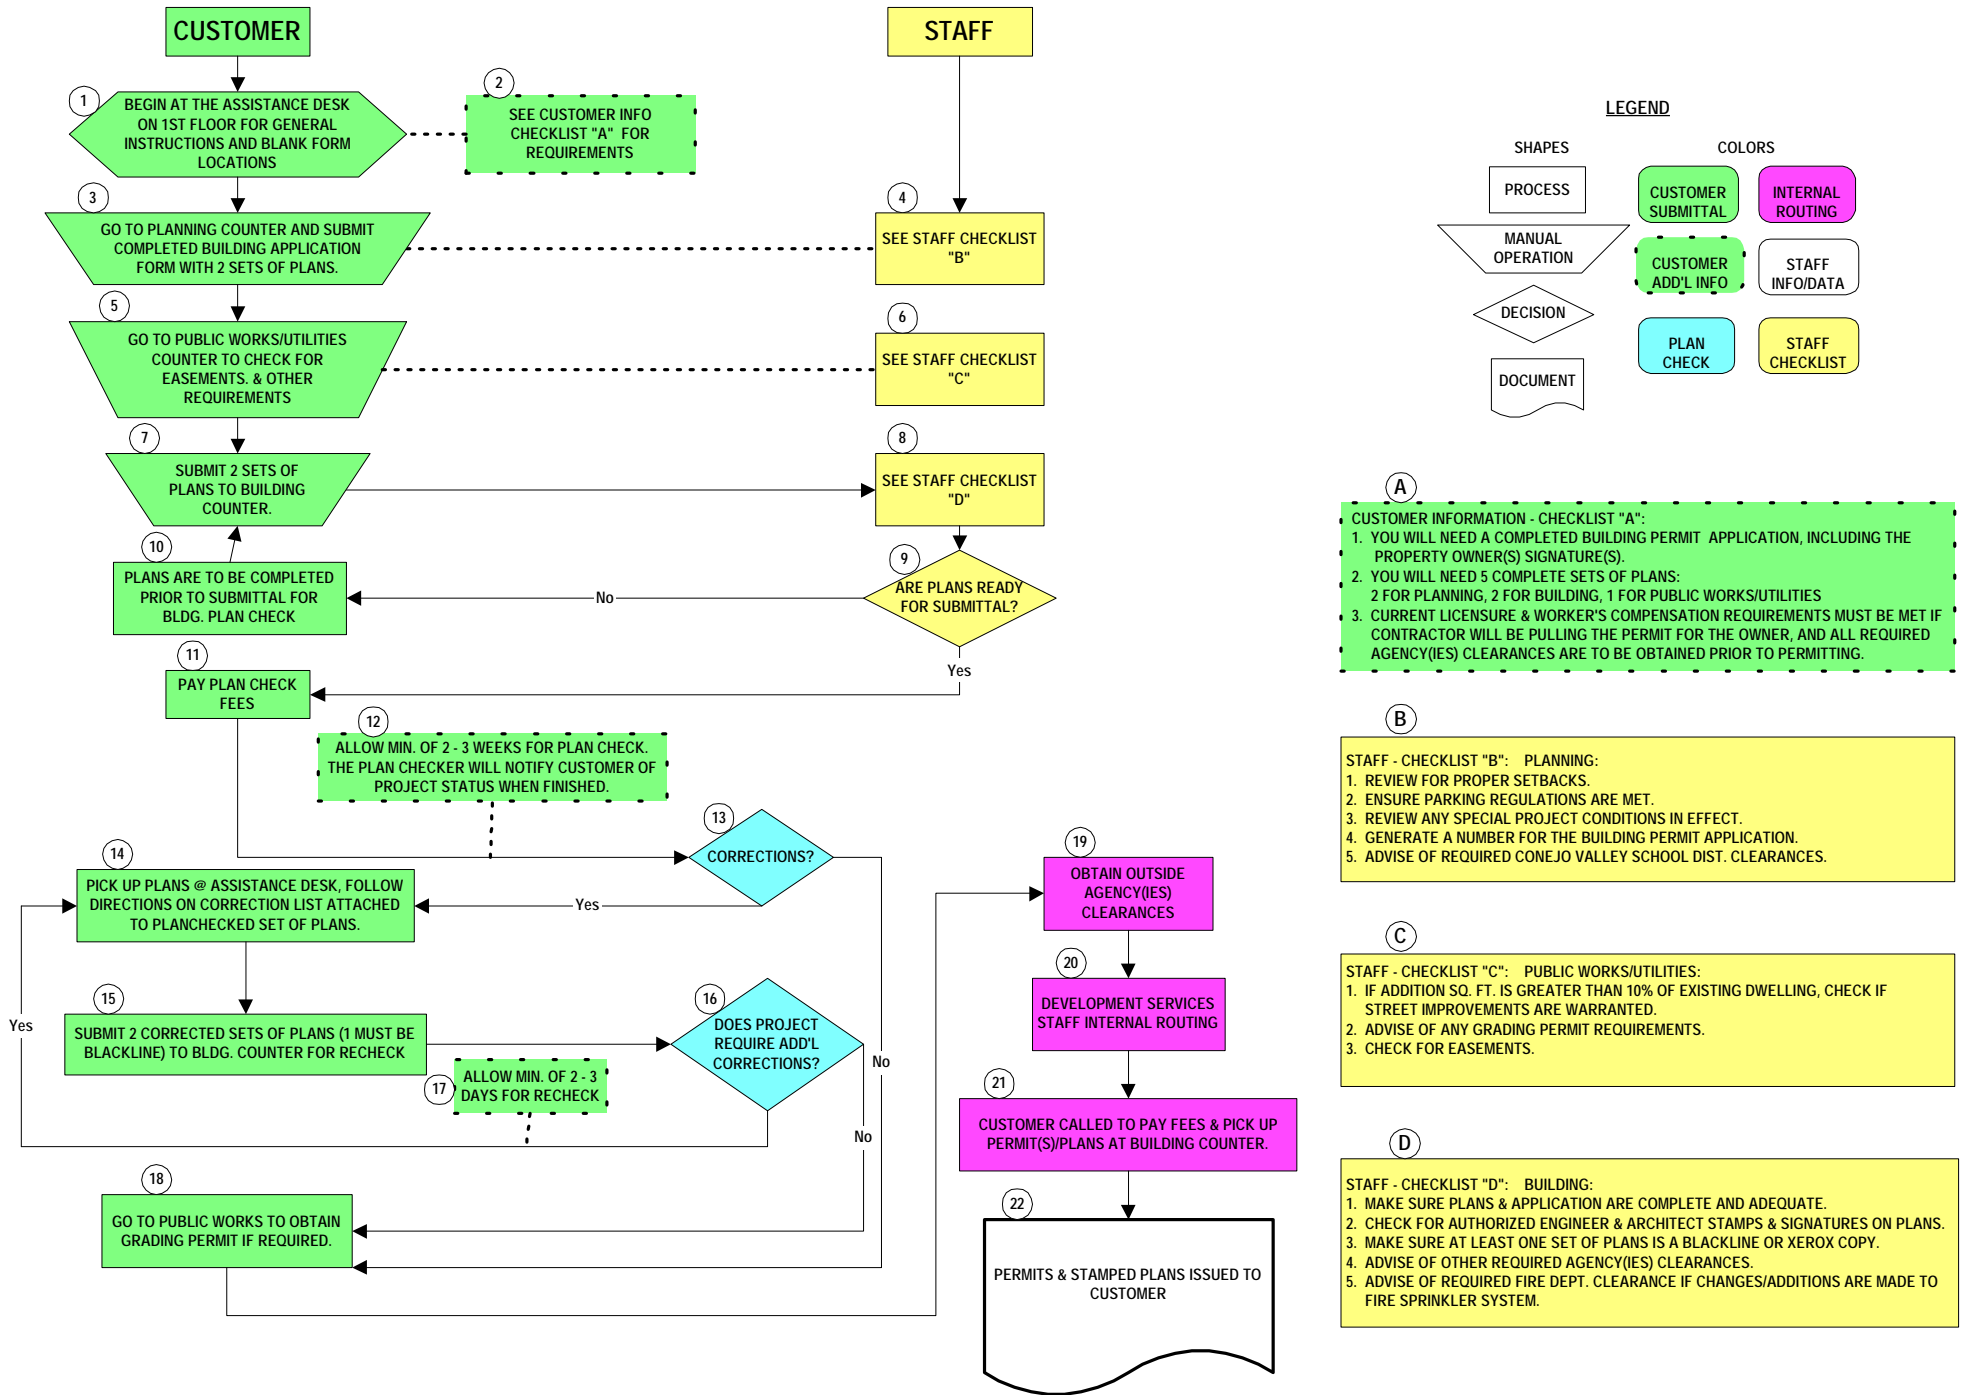 CUSTOMER
STAFF
1
BEGIN AT THE ASSISTANCE DESK
ON 1ST FLOOR FOR GENERAL
INSTRUCTIONS AND BLANK FORM
LOCATIONS
2
SEE CUSTOMER INFO
CHECKLIST "A" FOR
REQUIREMENTS
3
GO TO PLANNING COUNTER AND SUBMIT
COMPLETED BUILDING APPLICATION
FORM WITH 2 SETS OF PLANS.
4
SEE STAFF CHECKLIST
"B"
5
GO TO PUBLIC WORKS/UTILITIES
COUNTER TO CHECK FOR
EASEMENTS. & OTHER
REQUIREMENTS
6
SEE STAFF CHECKLIST
"C"
7
SUBMIT 2 SETS OF
PLANS TO BUILDING
COUNTER.
8
SEE STAFF CHECKLIST
"D"
9
ARE PLANS READY
FOR SUBMITTAL?
No
Yes
10
PLANS ARE TO BE COMPLETED
PRIOR TO SUBMITTAL FOR
BLDG. PLAN CHECK
11
PAY PLAN CHECK
FEES
12
ALLOW MIN. OF 2 - 3 WEEKS FOR PLAN CHECK.
THE PLAN CHECKER WILL NOTIFY CUSTOMER OF
PROJECT STATUS WHEN FINISHED.
13
CORRECTIONS?
Yes
No
14
PICK UP PLANS @ ASSISTANCE DESK, FOLLOW
DIRECTIONS ON CORRECTION LIST ATTACHED
TO PLANCHECKED SET OF PLANS.
15
SUBMIT 2 CORRECTED SETS OF PLANS (1 MUST BE
BLACKLINE) TO BLDG. COUNTER FOR RECHECK
16
DOES PROJECT
REQUIRE ADD'L
CORRECTIONS?
Yes
No
17
ALLOW MIN. OF 2 - 3
DAYS FOR RECHECK
18
GO TO PUBLIC WORKS TO OBTAIN
GRADING PERMIT IF REQUIRED.
19
OBTAIN OUTSIDE
AGENCY(IES)
CLEARANCES
20
DEVELOPMENT SERVICES
STAFF INTERNAL ROUTING
21
CUSTOMER CALLED TO PAY FEES & PICK UP
PERMIT(S)/PLANS AT BUILDING COUNTER.
22
PERMITS & STAMPED PLANS ISSUED TO
CUSTOMER
LEGEND
SHAPES
PROCESS
MANUAL
OPERATION
DECISION
DOCUMENT
COLORS
CUSTOMER
SUBMITTAL
INTERNAL
ROUTING
CUSTOMER
ADD'L INFO
STAFF
INFO/DATA
PLAN
CHECK
STAFF
CHECKLIST
A
CUSTOMER INFORMATION - CHECKLIST "A":
1. YOU WILL NEED A COMPLETED BUILDING PERMIT APPLICATION, INCLUDING THE
PROPERTY OWNER(S) SIGNATURE(S).
2. YOU WILL NEED 5 COMPLETE SETS OF PLANS:
2 FOR PLANNING, 2 FOR BUILDING, 1 FOR PUBLIC WORKS/UTILITIES
3. CURRENT LICENSURE & WORKER'S COMPENSATION REQUIREMENTS MUST BE MET IF
CONTRACTOR WILL BE PULLING THE PERMIT FOR THE OWNER, AND ALL REQUIRED
AGENCY(IES) CLEARANCES ARE TO BE OBTAINED PRIOR TO PERMITTING.
B
STAFF - CHECKLIST "B": PLANNING:
1. REVIEW FOR PROPER SETBACKS.
2. ENSURE PARKING REGULATIONS ARE MET.
3. REVIEW ANY SPECIAL PROJECT CONDITIONS IN EFFECT.
4. GENERATE A NUMBER FOR THE BUILDING PERMIT APPLICATION.
5. ADVISE OF REQUIRED CONEJO VALLEY SCHOOL DIST. CLEARANCES.
C
STAFF - CHECKLIST "C": PUBLIC WORKS/UTILITIES:
1. IF ADDITION SQ. FT. IS GREATER THAN 10% OF EXISTING DWELLING, CHECK IF
STREET IMPROVEMENTS ARE WARRANTED.
2. ADVISE OF ANY GRADING PERMIT REQUIREMENTS.
3. CHECK FOR EASEMENTS.
D
STAFF - CHECKLIST "D": BUILDING:
1. MAKE SURE PLANS & APPLICATION ARE COMPLETE AND ADEQUATE.
2. CHECK FOR AUTHORIZED ENGINEER & ARCHITECT STAMPS & SIGNATURES ON PLANS.
3. MAKE SURE AT LEAST ONE SET OF PLANS IS A BLACKLINE OR XEROX COPY.
4. ADVISE OF OTHER REQUIRED AGENCY(IES) CLEARANCES.
5. ADVISE OF REQUIRED FIRE DEPT. CLEARANCE IF CHANGES/ADDITIONS ARE MADE TO
FIRE SPRINKLER SYSTEM.